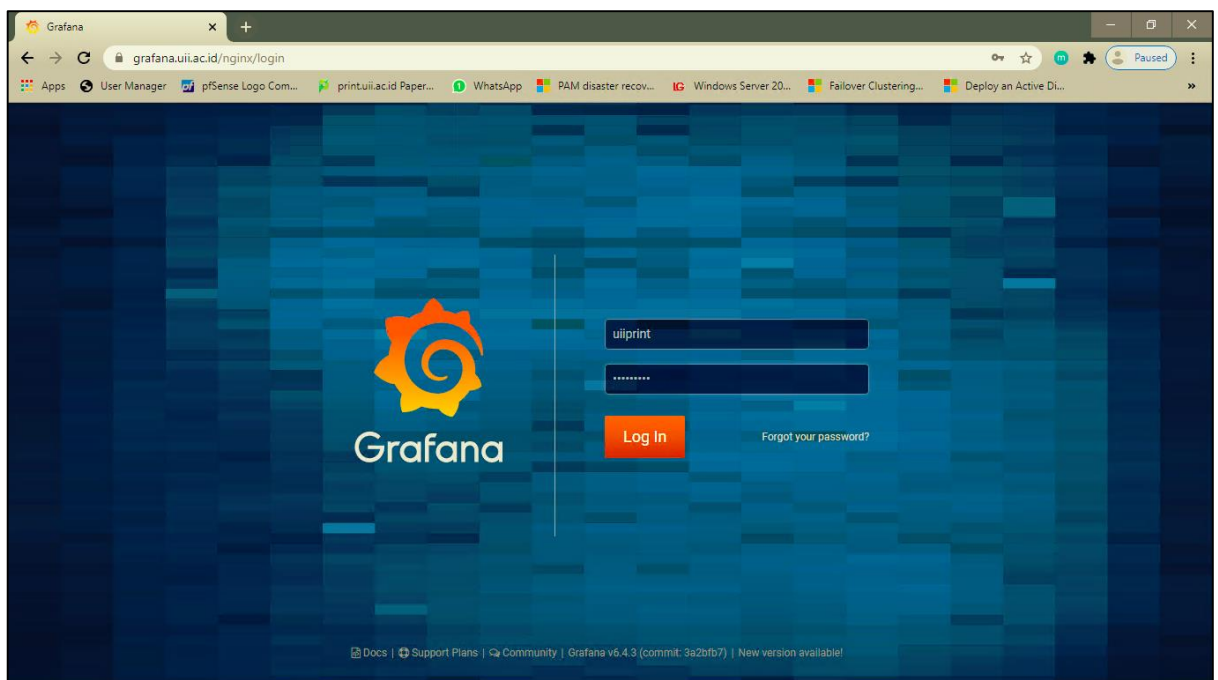 Grafana
grafana.uii.ac.id/nginx/login
Paused
Apps User Manager pfSense Logo Com... print.uii.ac.id Paper... WhatsApp PAM disaster recov... LG Windows Server 20... Failover Clustering... Deploy an Active Di... »
uiiprint
•••••••••
Log In Forgot your password?
Grafana
Docs | Support Plans | Community | Grafana v6.4.3 (commit: 3a2bfb7) | New version available!